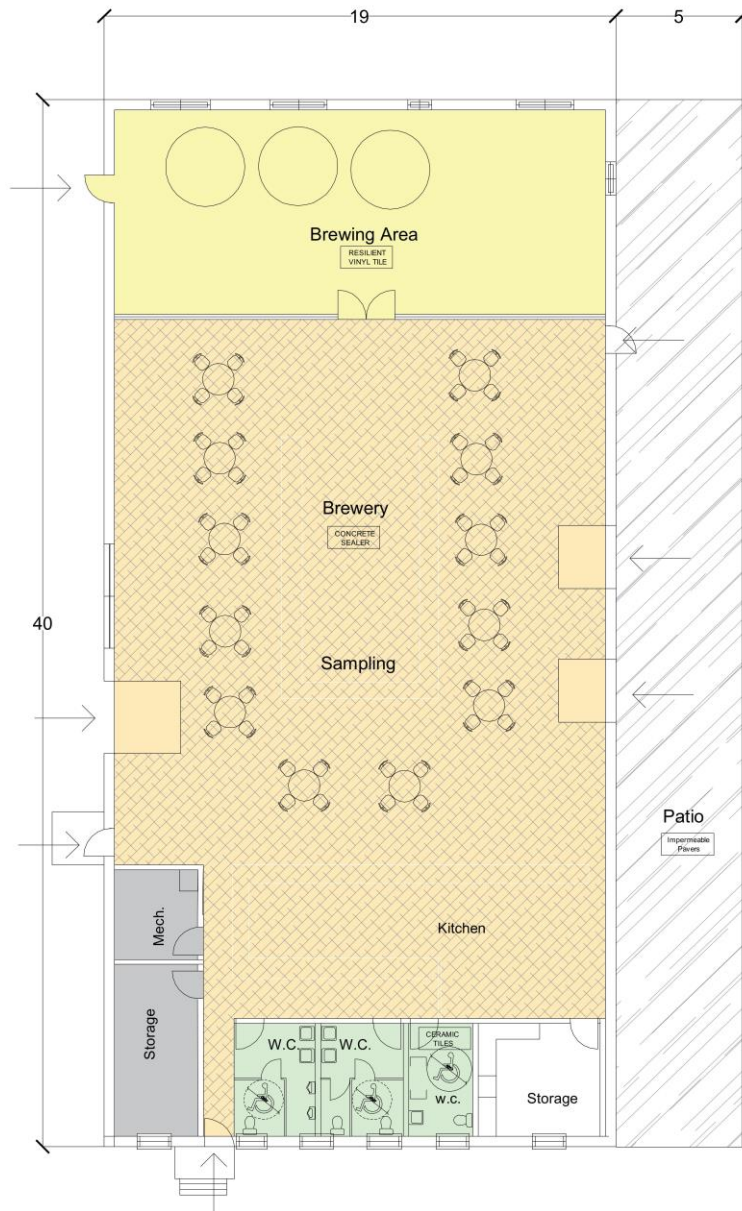 19
5
Brewing Area
RESILIENT
VINYL TILE
Brewery
CONCRETE
SEALER
40
Sampling
Patio
Impermeable
Pavers
Mech.
Kitchen
Storage
W.C.
W.C.
CERAMIC
TILES
W.C.
Storage